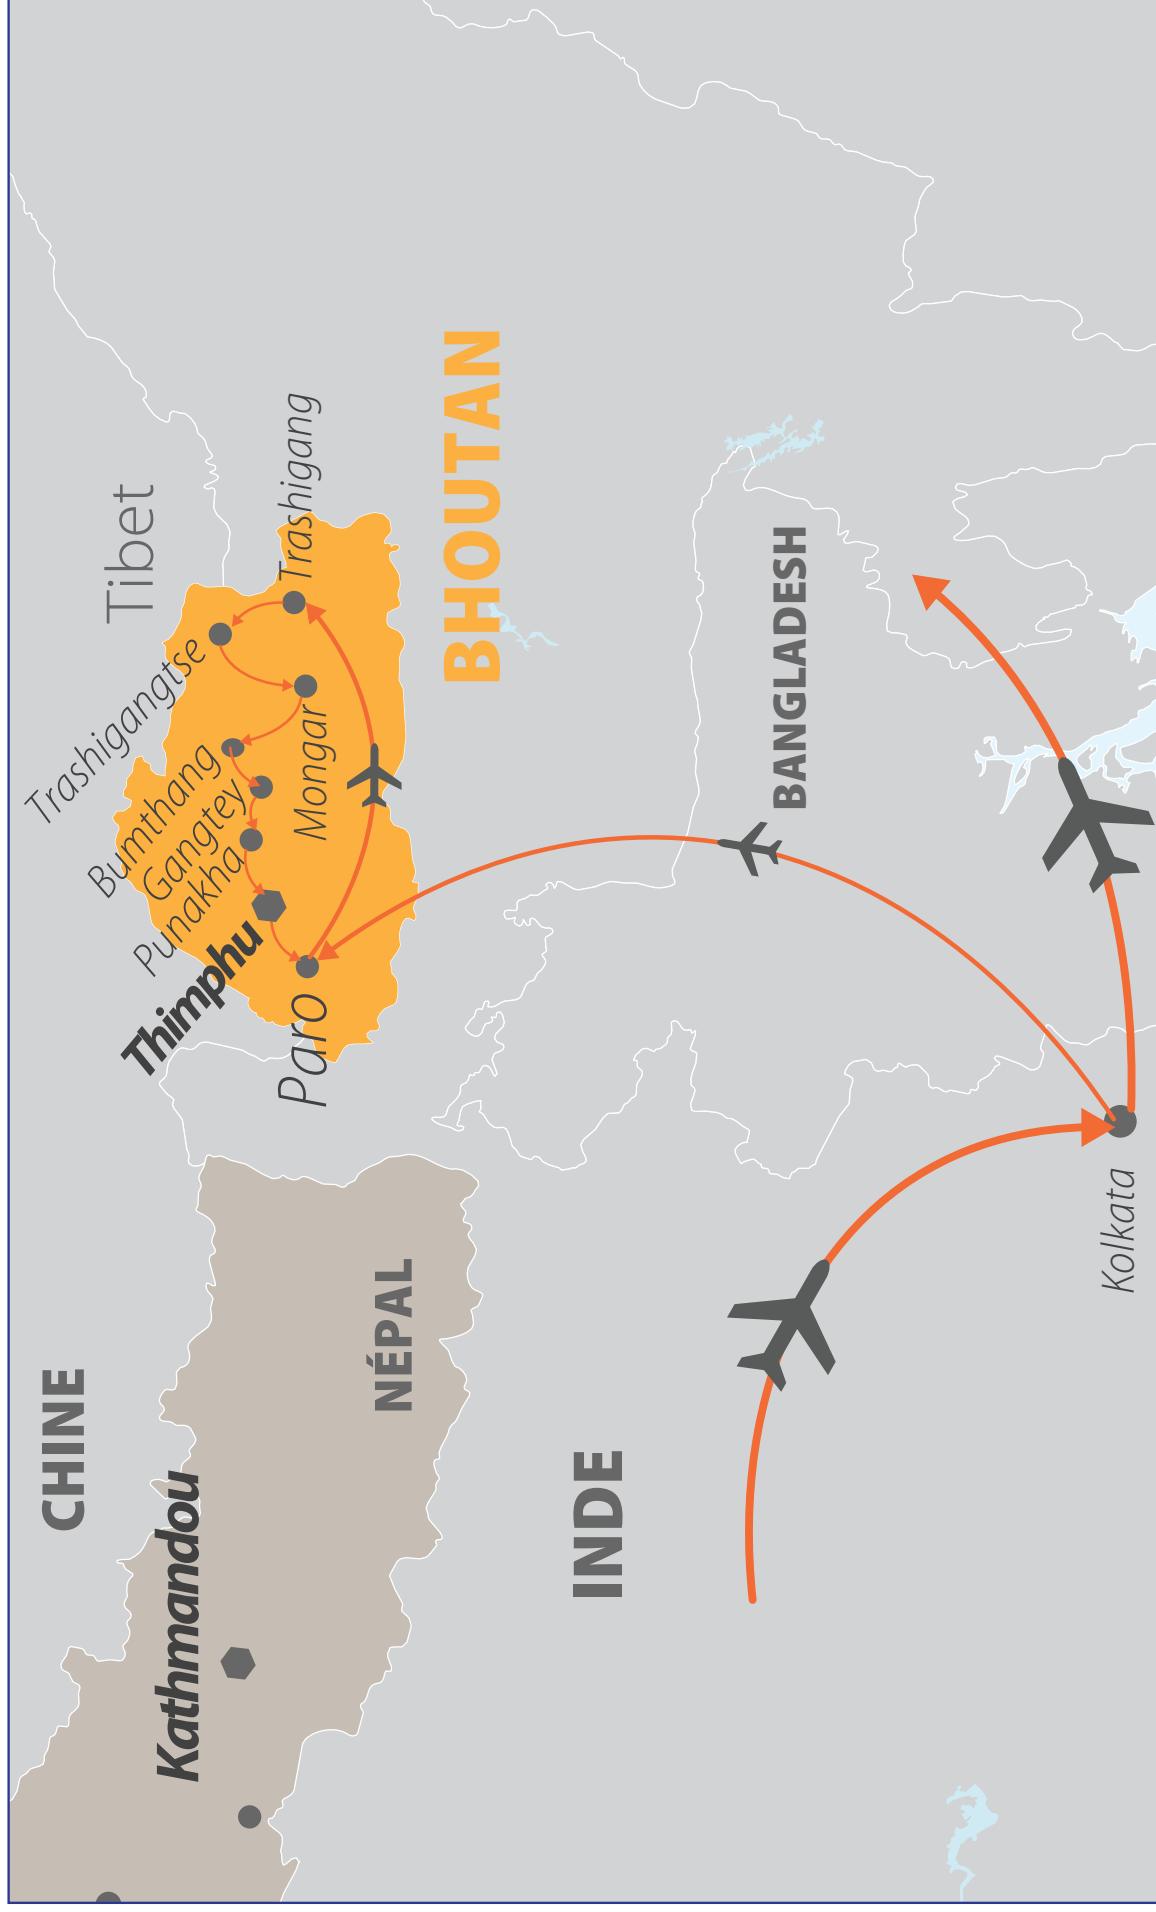 CHINE
Tibet
Kathmandou
NÉPAL
Thimphu
Punakha
Gangtey
Bumthang
Trashigangtse
Paro
Mongar
Trashigang
BHOUTAN
INDE
BANGLADESH
Kolkata